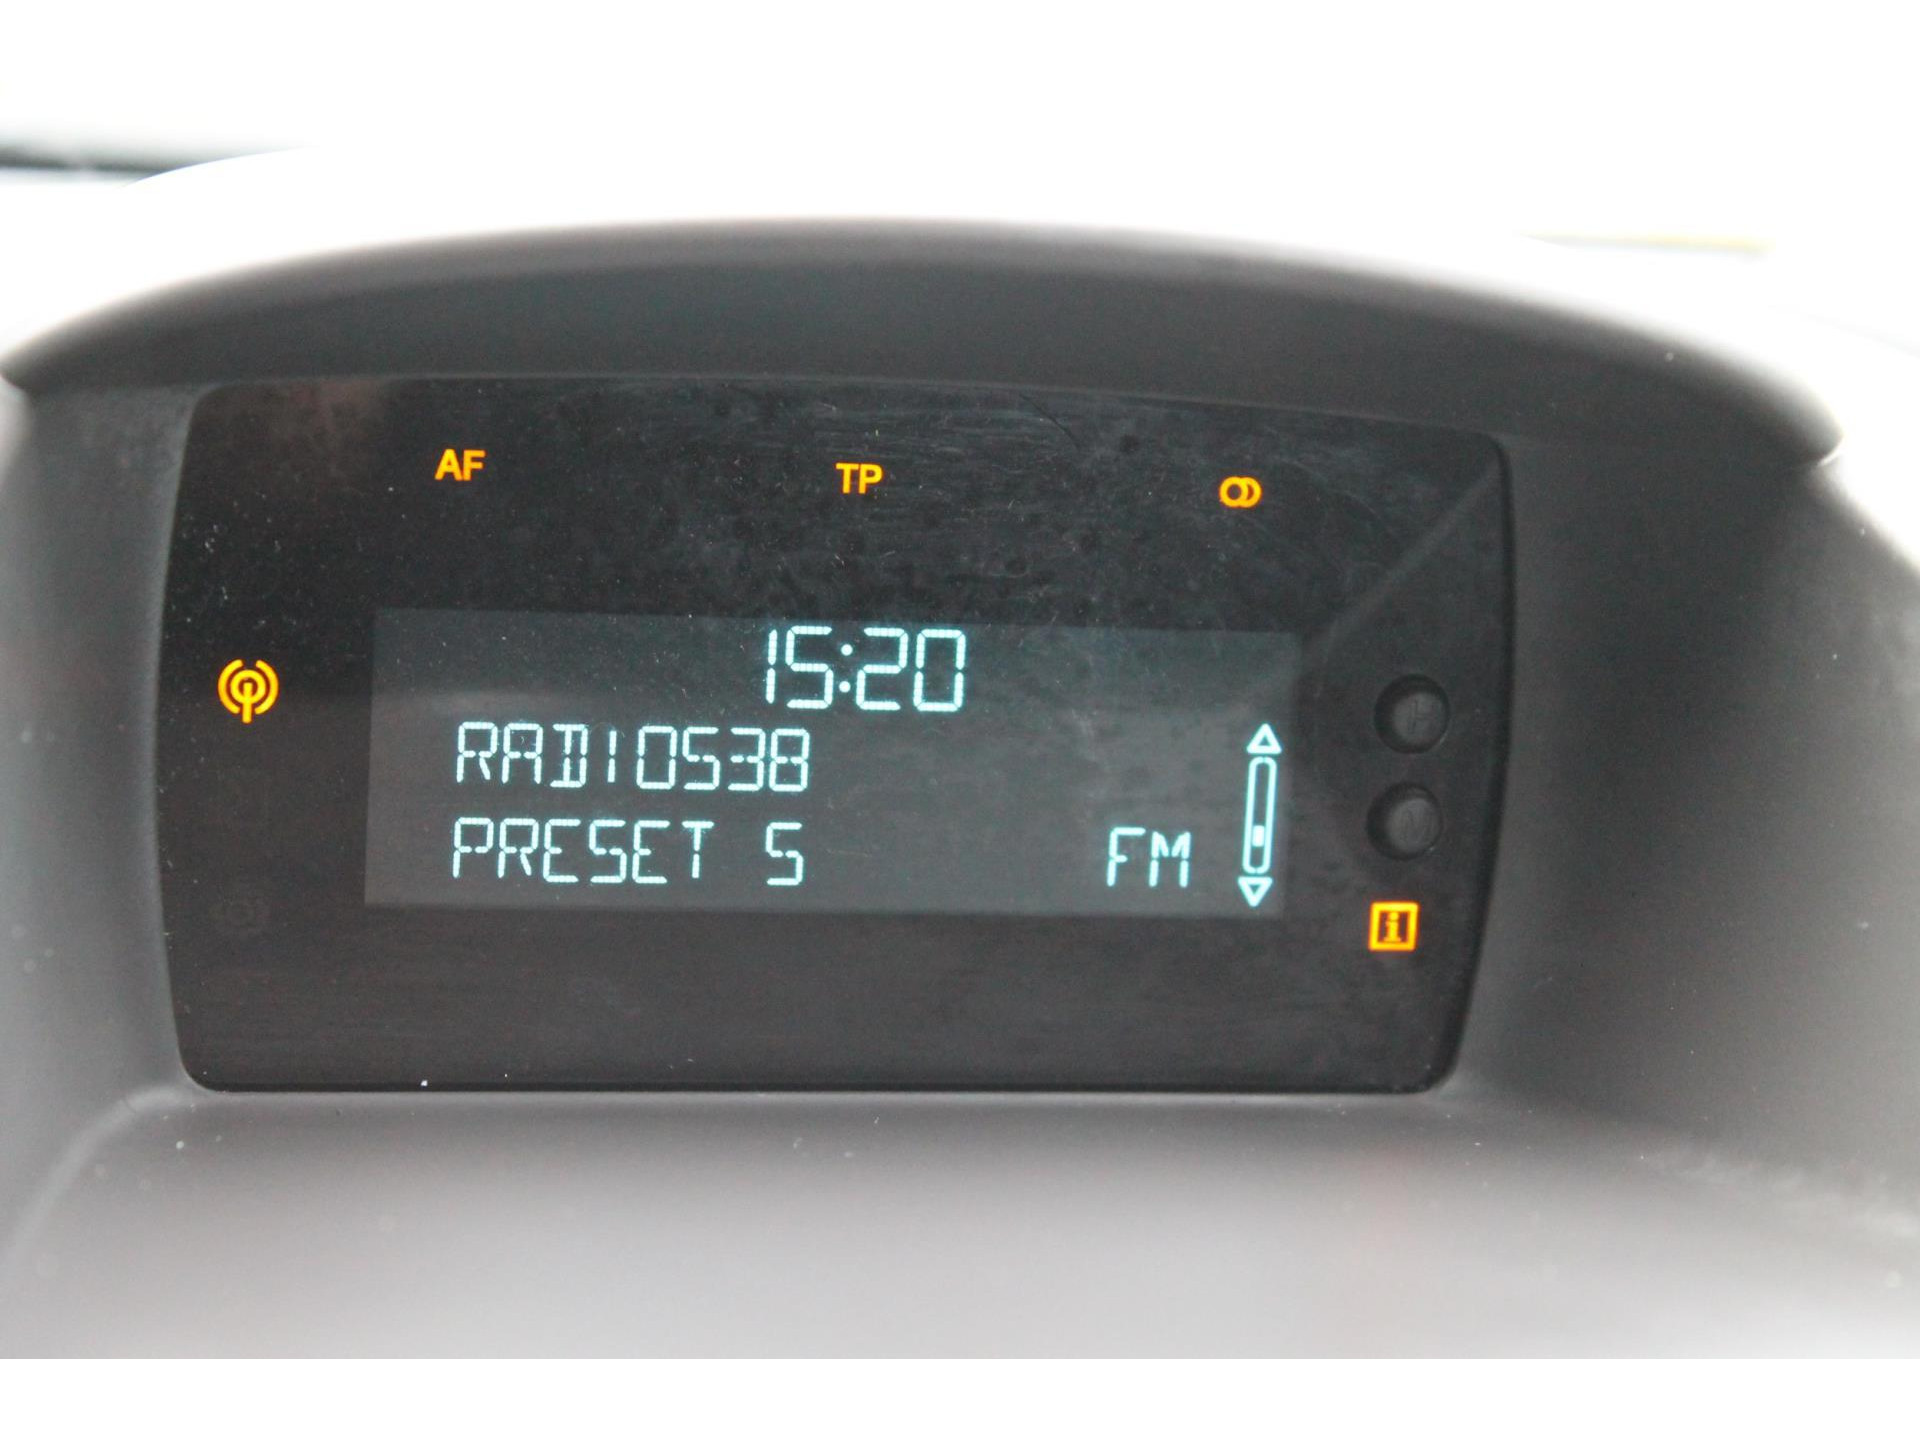 AF TP
15:20
RADIO538
H
PRESET 5 FM
M
i